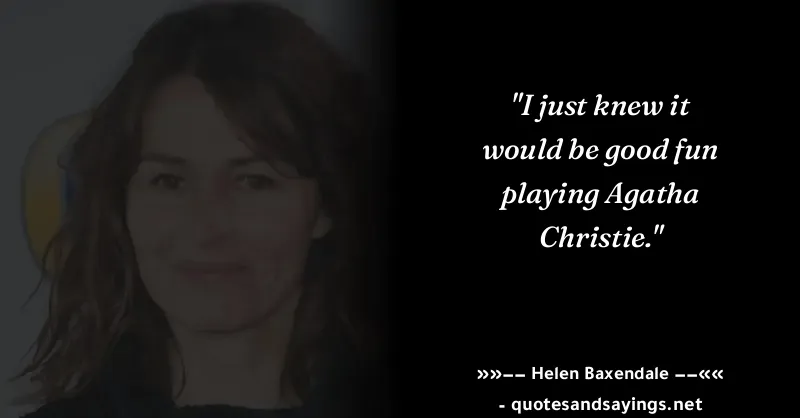 "I just knew it
would be good fun
playing Agatha
Christie."
»»–– Helen Baxendale ––««
- quotesandsayings.net